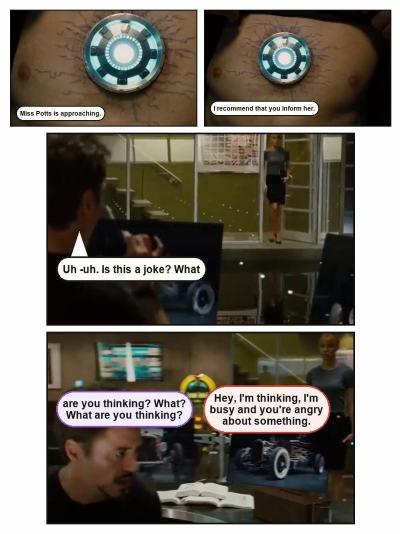 Miss Potts is approaching.
I recommend that you inform her.
Uh -uh. Is this a joke? What
are you thinking? What?
What are you thinking?
Hey, I'm thinking, I'm
busy and you're angry
about something.